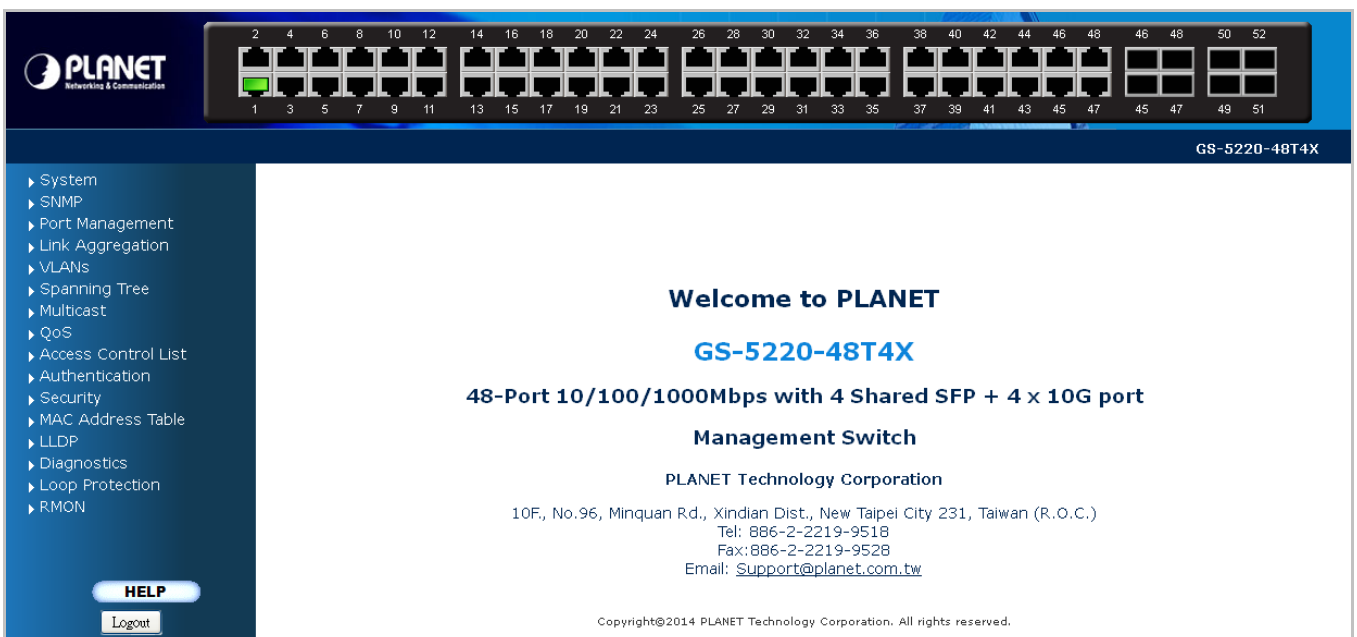 PLANET
Networking & Communication
2 4 6 8 10 12 14 16 18 20 22 24 26 28 30 32 34 36 38 40 42 44 46 48 46 48 50 52
1 3 5 7 9 11 13 15 17 19 21 23 25 27 29 31 33 35 37 39 41 43 45 47 45 47 49 51
GS-5220-48T4X
System
SNMP
Port Management
Link Aggregation
VLANs
Spanning Tree
Multicast
QoS
Access Control List
Authentication
Security
MAC Address Table
LLDP
Diagnostics
Loop Protection
RMON
HELP
Logout
Welcome to PLANET
GS-5220-48T4X
48-Port 10/100/1000Mbps with 4 Shared SFP + 4 x 10G port
Management Switch
PLANET Technology Corporation
10F., No.96, Minquan Rd., Xindian Dist., New Taipei City 231, Taiwan (R.O.C.)
Tel: 886-2-2219-9518
Fax:886-2-2219-9528
Email: Support@planet.com.tw
Copyright©2014 PLANET Technology Corporation. All rights reserved.